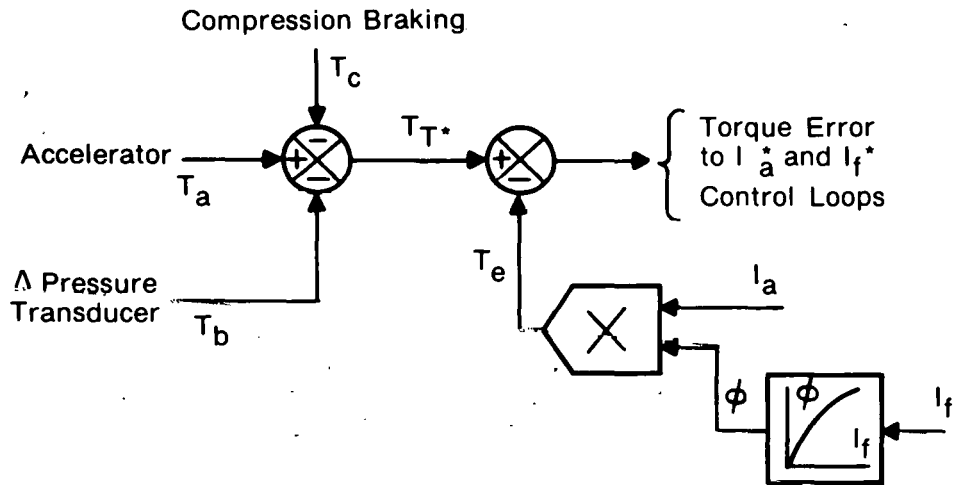 Compression Braking
T_c
Accelerator
T_a
+
−
−
T_T*
+
−
Torque Error
to I_a* and I_f*
Control Loops
Δ Pressure
Transducer
T_b
T_e
I_a
X
ϕ
ϕ
I_f
I_f